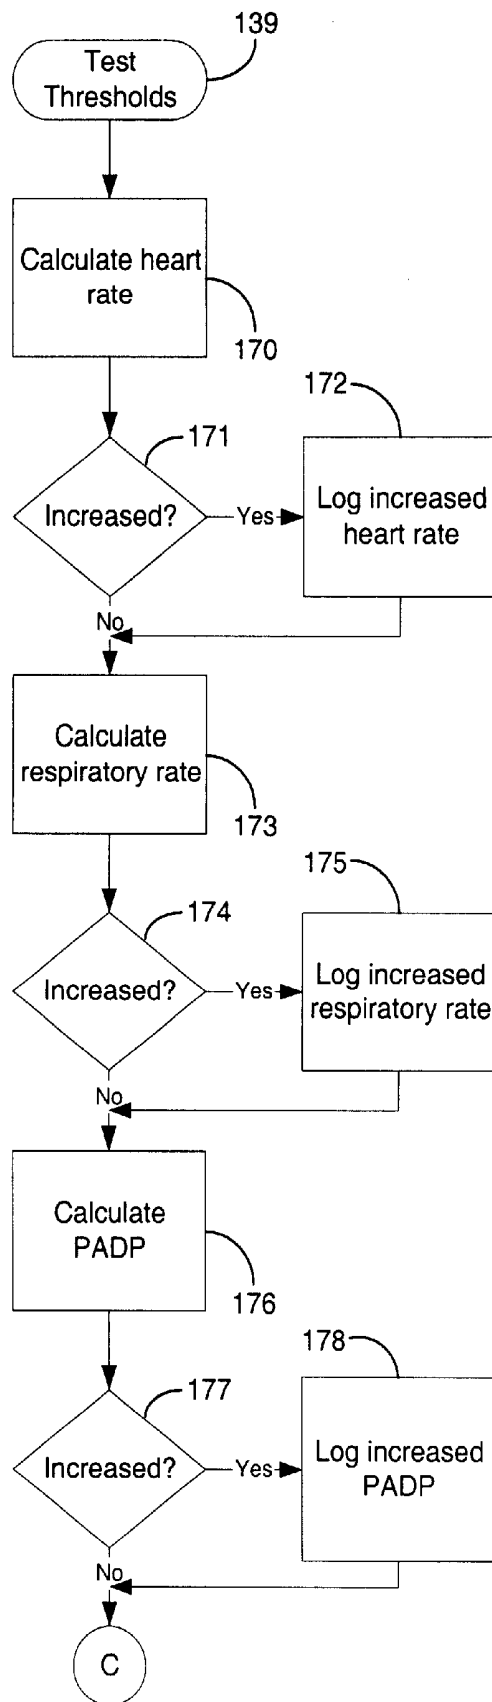 139
Test
Thresholds
Calculate heart
rate
170
172
171
Increased?
Yes
Log increased
heart rate
No
Calculate
respiratory rate
173
175
174
Increased?
Yes
Log increased
respiratory rate
No
Calculate
PADP
176
178
177
Increased?
Yes
Log increased
PADP
No
C